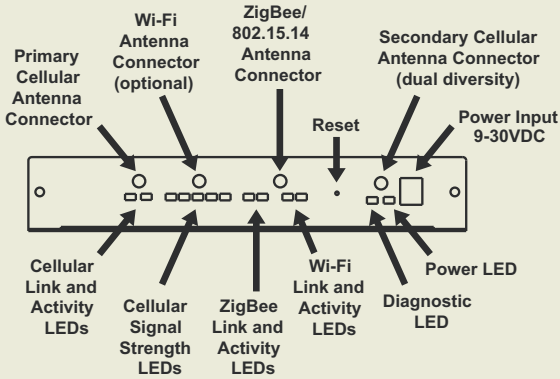 Primary
Cellular
Antenna
Connector
Wi-Fi
Antenna
Connector
(optional)
ZigBee/
802.15.14
Antenna
Connector
Reset
Secondary Cellular
Antenna Connector
(dual diversity)
Power Input
9-30VDC
Cellular
Link and
Activity
LEDs
Cellular
Signal
Strength
LEDs
ZigBee
Link and
Activity
LEDs
Wi-Fi
Link and
Activity
LEDs
Diagnostic
LED
Power LED